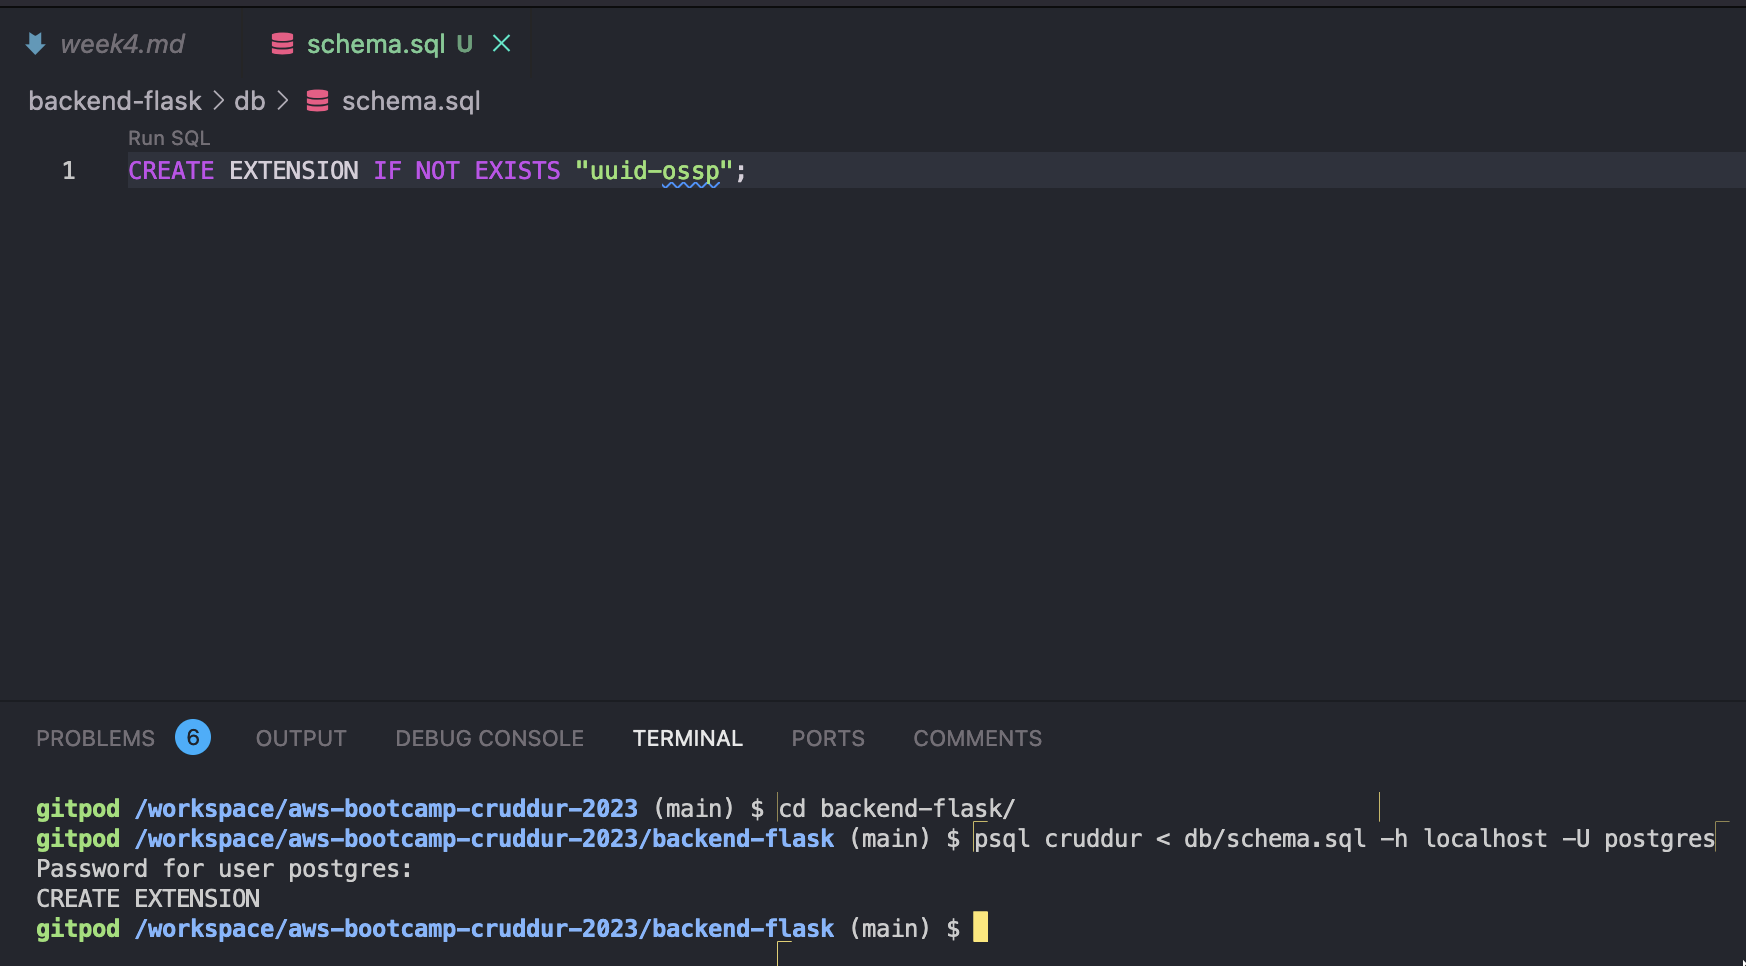 week4.md schema.sql U
backend-flask > db > schema.sql
Run SQL
1 CREATE EXTENSION IF NOT EXISTS "uuid-ossp";
PROBLEMS 6 OUTPUT DEBUG CONSOLE TERMINAL PORTS COMMENTS
gitpod /workspace/aws-bootcamp-cruddur-2023 (main) $ cd backend-flask/
gitpod /workspace/aws-bootcamp-cruddur-2023/backend-flask (main) $ psql cruddur < db/schema.sql -h localhost -U postgres
Password for user postgres:
CREATE EXTENSION
gitpod /workspace/aws-bootcamp-cruddur-2023/backend-flask (main) $